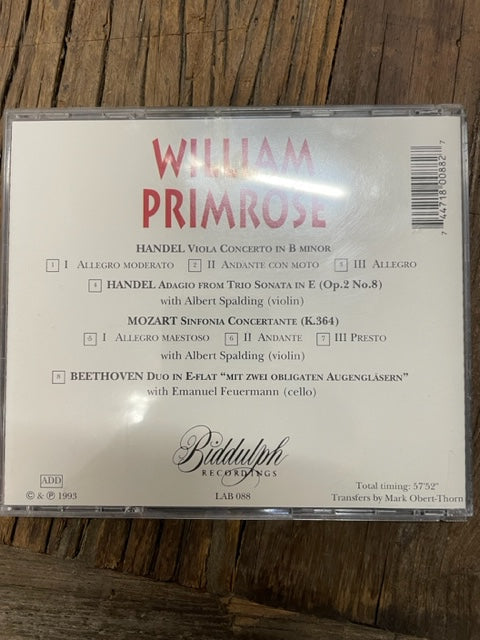 WILLIAM
PRIMROSE
HANDEL VIOLA CONCERTO IN B MINOR
1 I ALLEGRO MODERATO 2 II ANDANTE CON MOTO 3 III ALLEGRO
4 HANDEL ADAGIO FROM TRIO SONATA IN E (OP.2 NO.8)
with Albert Spalding (violin)
MOZART SINFONIA CONCERTANTE (K.364)
5 I ALLEGRO MAESTOSO 6 II ANDANTE 7 III PRESTO
with Albert Spalding (violin)
8 BEETHOVEN DUO IN E-FLAT “MIT ZWEI OBLIGATEN AUGENGLÄSERN”
with Emanuel Feuermann (cello)
Biddulph
RECORDINGS
ADD
© & ℗ 1993
LAB 088
Total timing: 57'52"
Transfers by Mark Obert-Thorn
7 44718 00882 7